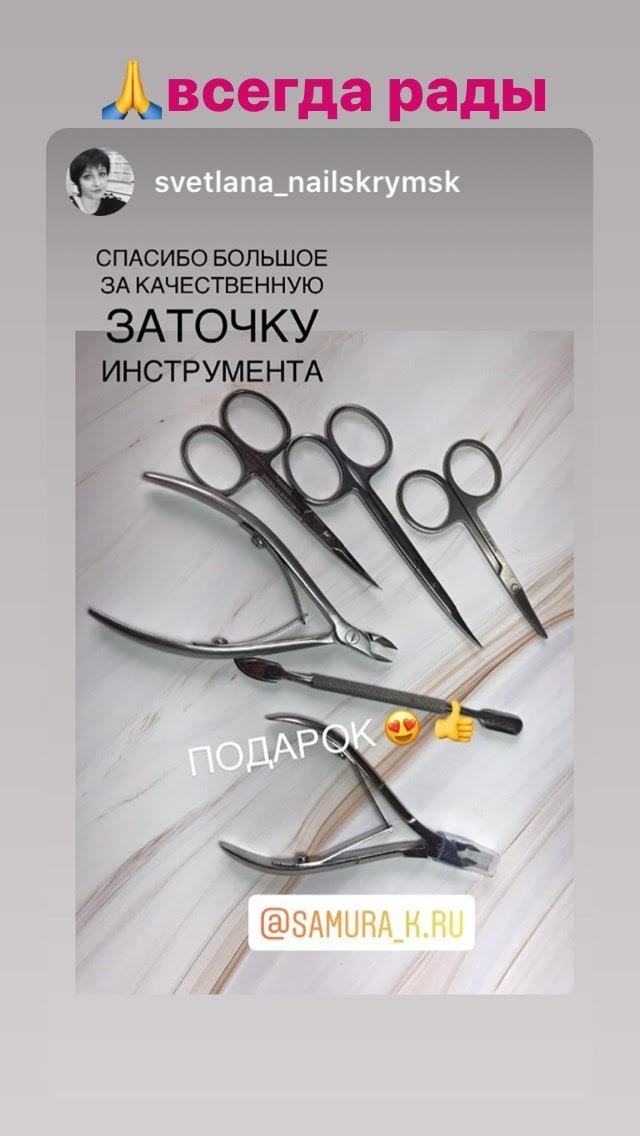 🙏всегда рады
svetlana_nailskrymsk
СПАСИБО БОЛЬШОЕ
ЗА КАЧЕСТВЕННУЮ
ЗАТОЧКУ
ИНСТРУМЕНТА
ПОДАРОК😍👍
@SAMURA_K.RU